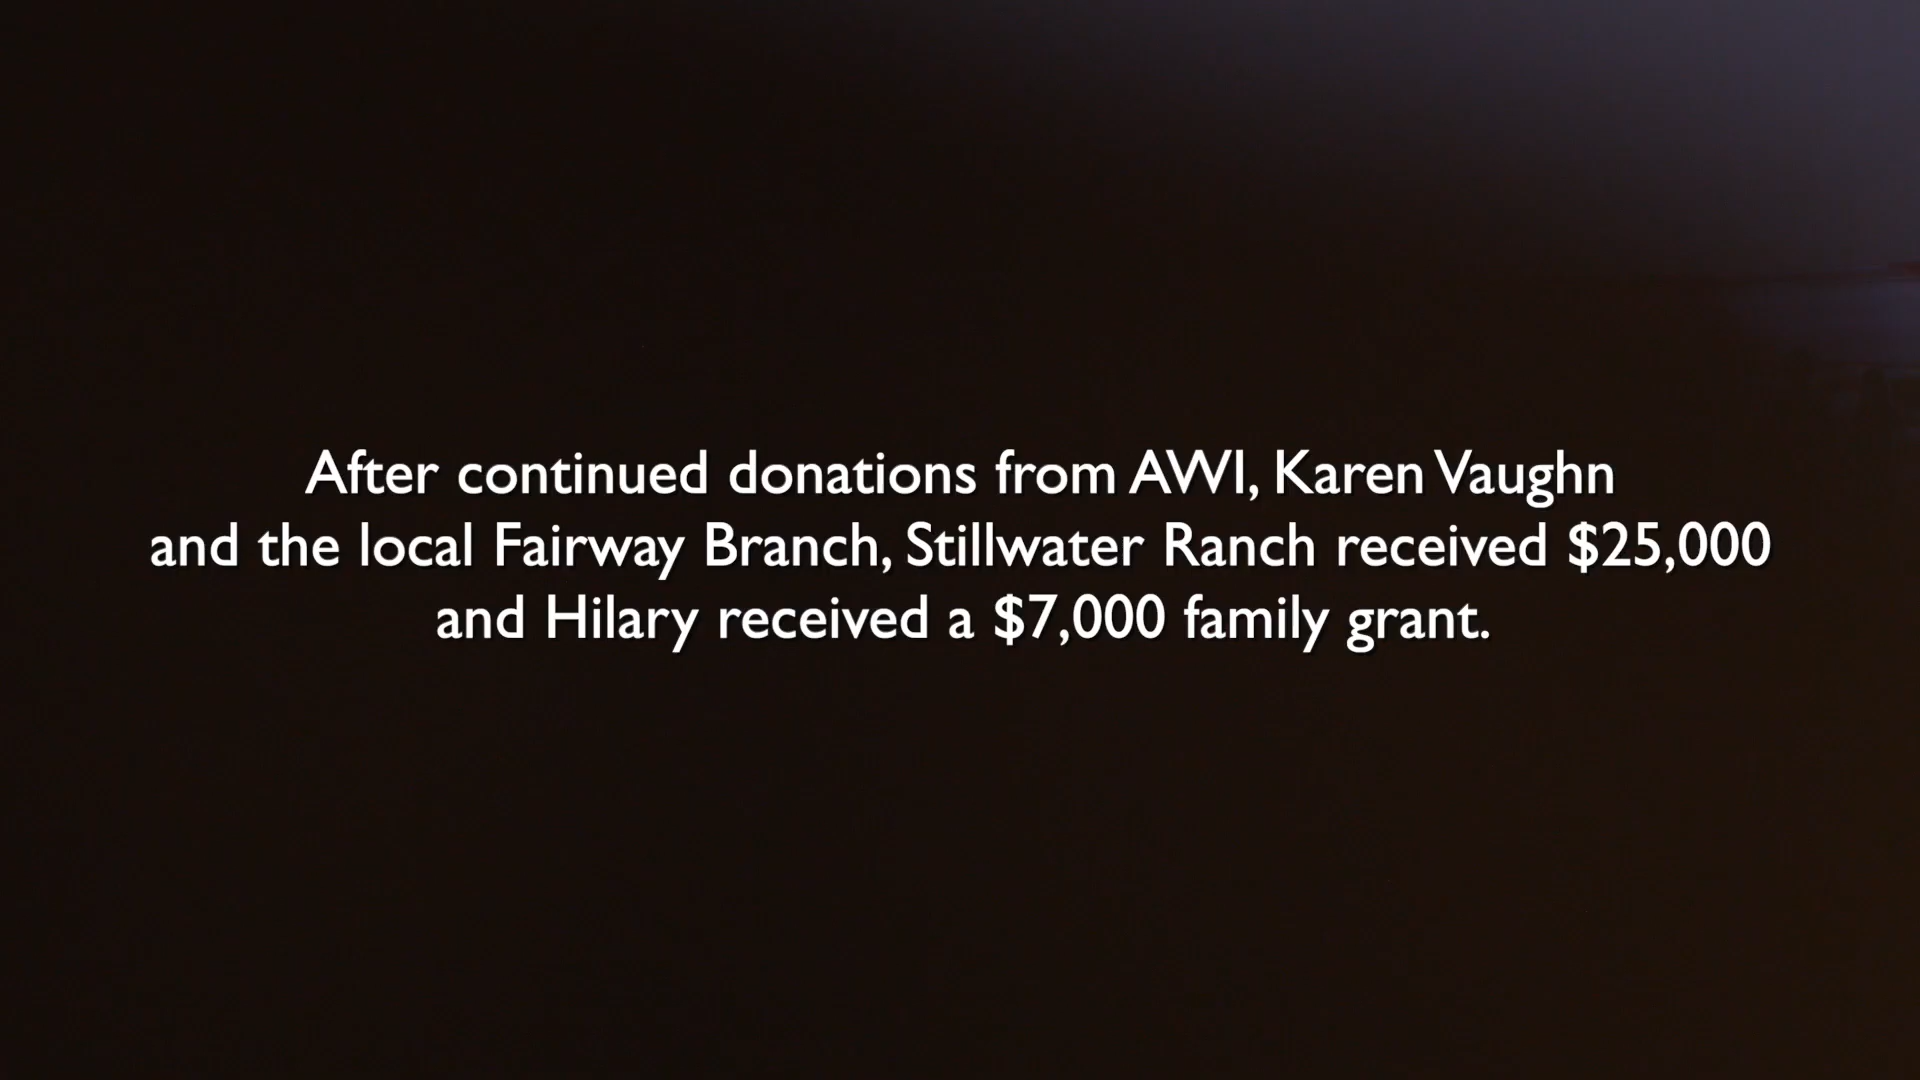 After continued donations from AWI, Karen Vaughn
and the local Fairway Branch, Stillwater Ranch received $25,000
and Hilary received a $7,000 family grant.